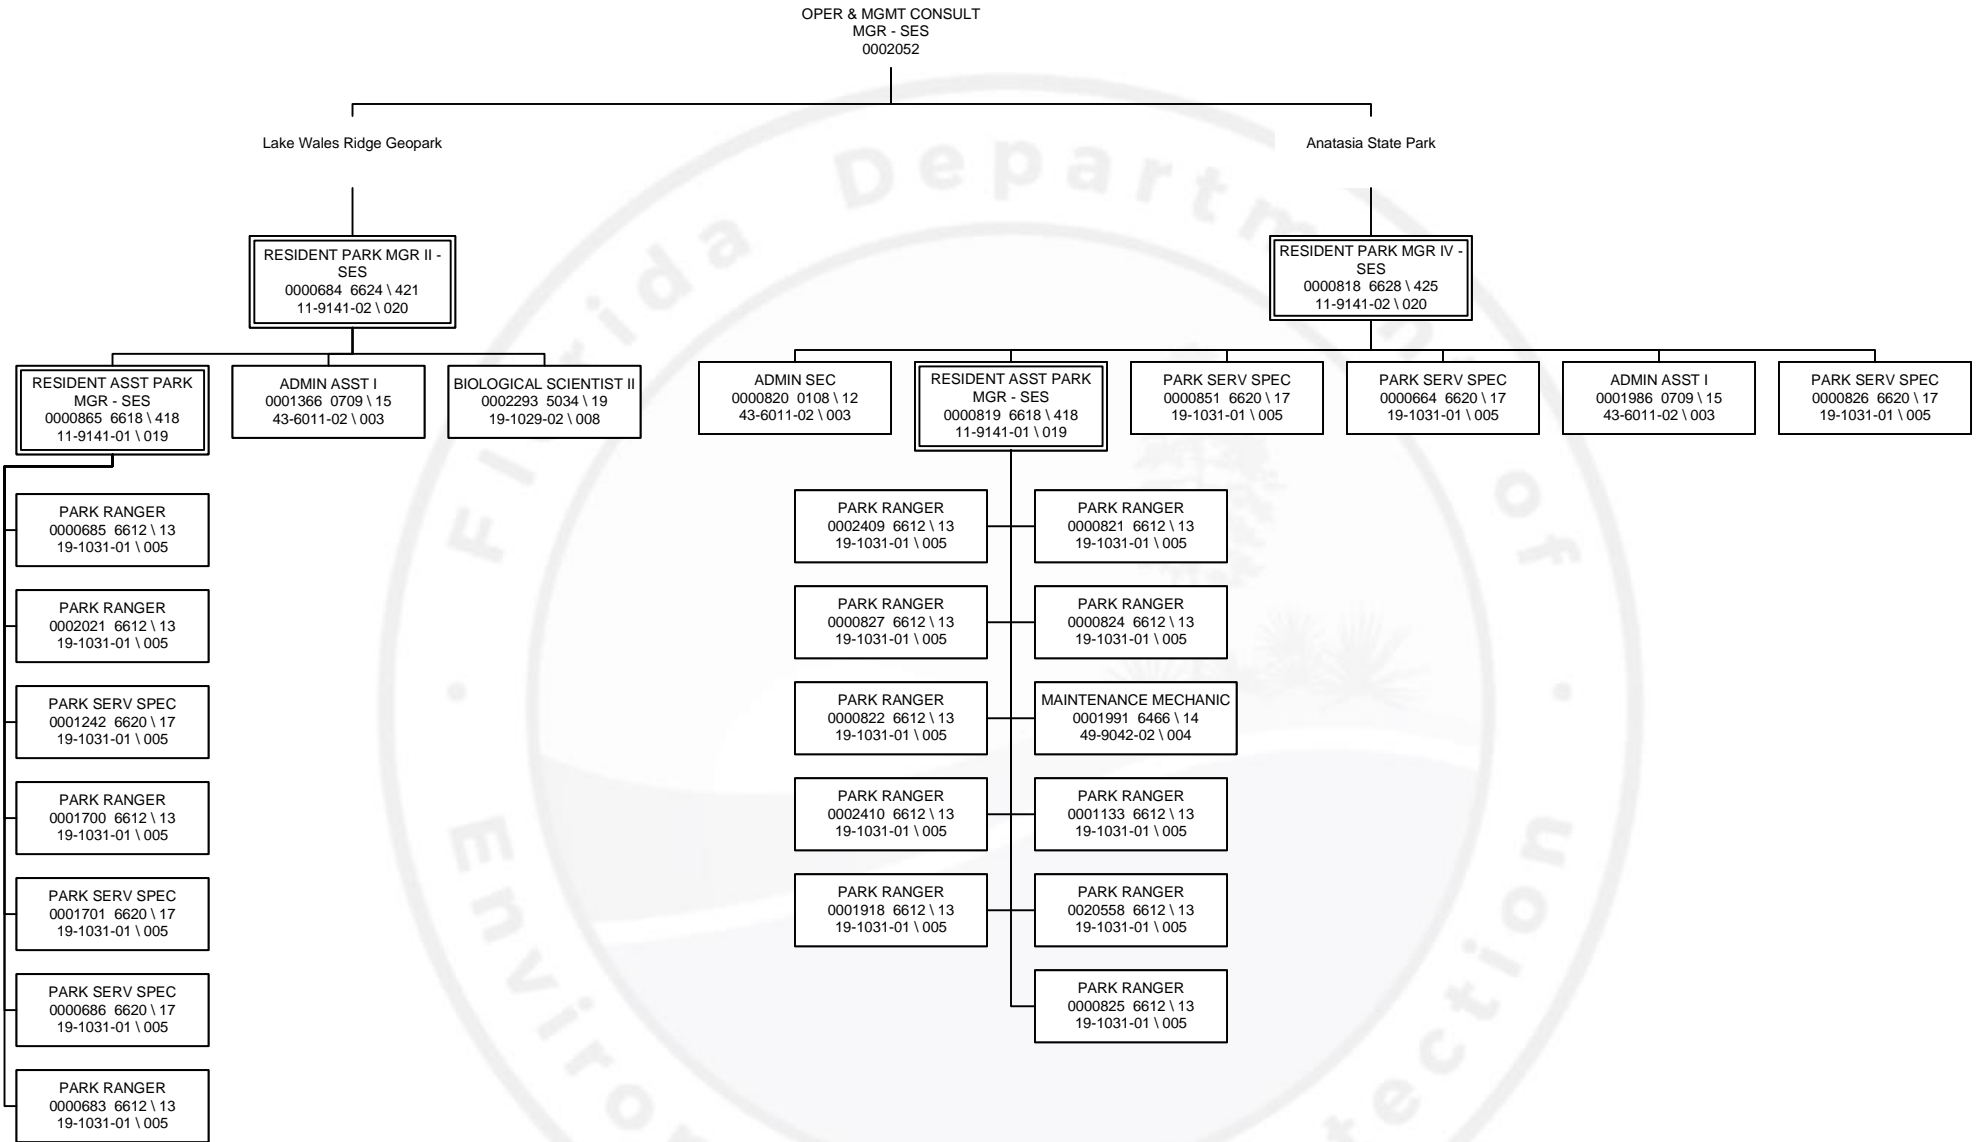 OPER & MGMT CONSULT
MGR - SES
0002052
Lake Wales Ridge Geopark
Anatasia State Park
RESIDENT PARK MGR II -
SES
0000684 6624 \ 421
11-9141-02 \ 020
RESIDENT PARK MGR IV -
SES
0000818 6628 \ 425
11-9141-02 \ 020
RESIDENT ASST PARK
MGR - SES
0000865 6618 \ 418
11-9141-01 \ 019
ADMIN ASST I
0001366 0709 \ 15
43-6011-02 \ 003
BIOLOGICAL SCIENTIST II
0002293 5034 \ 19
19-1029-02 \ 008
ADMIN SEC
0000820 0108 \ 12
43-6011-02 \ 003
RESIDENT ASST PARK
MGR - SES
0000819 6618 \ 418
11-9141-01 \ 019
PARK SERV SPEC
0000851 6620 \ 17
19-1031-01 \ 005
PARK SERV SPEC
0000664 6620 \ 17
19-1031-01 \ 005
ADMIN ASST I
0001986 0709 \ 15
43-6011-02 \ 003
PARK SERV SPEC
0000826 6620 \ 17
19-1031-01 \ 005
PARK RANGER
0000685 6612 \ 13
19-1031-01 \ 005
PARK RANGER
0002021 6612 \ 13
19-1031-01 \ 005
PARK SERV SPEC
0001242 6620 \ 17
19-1031-01 \ 005
PARK RANGER
0001700 6612 \ 13
19-1031-01 \ 005
PARK SERV SPEC
0001701 6620 \ 17
19-1031-01 \ 005
PARK SERV SPEC
0000686 6620 \ 17
19-1031-01 \ 005
PARK RANGER
0000683 6612 \ 13
19-1031-01 \ 005
PARK RANGER
0002409 6612 \ 13
19-1031-01 \ 005
PARK RANGER
0000821 6612 \ 13
19-1031-01 \ 005
PARK RANGER
0000827 6612 \ 13
19-1031-01 \ 005
PARK RANGER
0000824 6612 \ 13
19-1031-01 \ 005
PARK RANGER
0000822 6612 \ 13
19-1031-01 \ 005
MAINTENANCE MECHANIC
0001991 6466 \ 14
49-9042-02 \ 004
PARK RANGER
0002410 6612 \ 13
19-1031-01 \ 005
PARK RANGER
0001133 6612 \ 13
19-1031-01 \ 005
PARK RANGER
0001918 6612 \ 13
19-1031-01 \ 005
PARK RANGER
0020558 6612 \ 13
19-1031-01 \ 005
PARK RANGER
0000825 6612 \ 13
19-1031-01 \ 005
Florida Department of